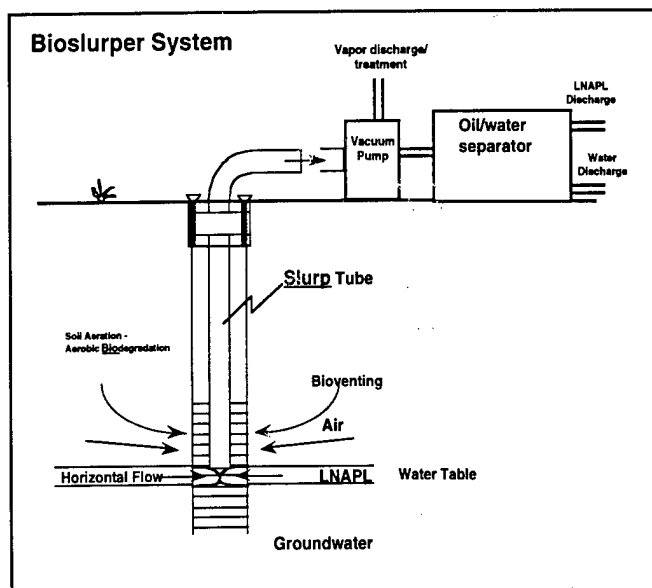 Bioslurper System
Vapor discharge/
treatment
LNAPL
Discharge
Oil/water
separator
Vacuum
Pump
Water
Discharge
Slurp Tube
Soil Aeration -
Aerobic Biodegradation
Bioventing
Air
Horizontal Flow
LNAPL
Water Table
Groundwater